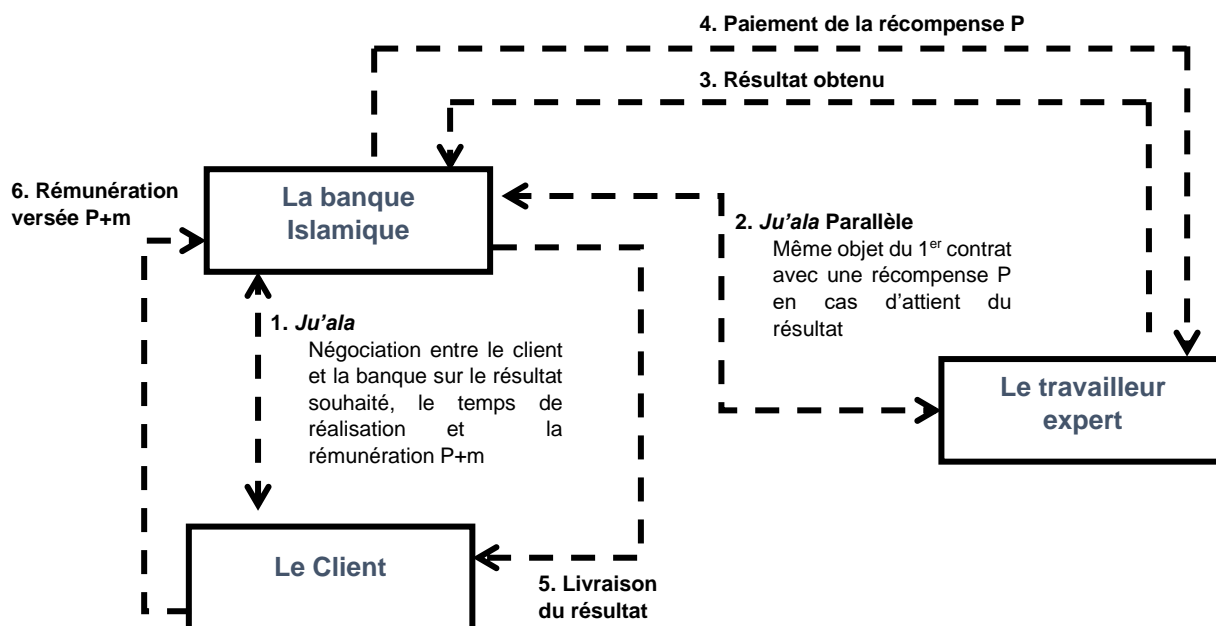 4. Paiement de la récompense P
3. Résultat obtenu
6. Rémunération
versée P+m
La banque
Islamique
2. Ju’ala Parallèle
Même objet du 1er contrat
avec une récompense P
en cas d’attient du
résultat
1. Ju’ala
Négociation entre le client
et la banque sur le résultat
souhaité, le temps de
réalisation et la
rémunération P+m
Le travailleur
expert
Le Client
5. Livraison
du résultat